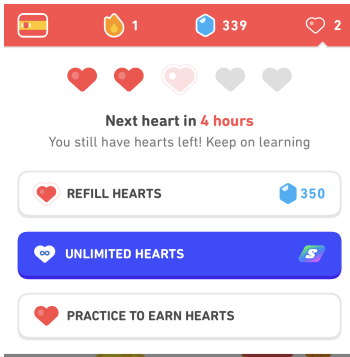 1 339 2
Next heart in 4 hours
You still have hearts left! Keep on learning
REFILL HEARTS 350
UNLIMITED HEARTS S
PRACTICE TO EARN HEARTS